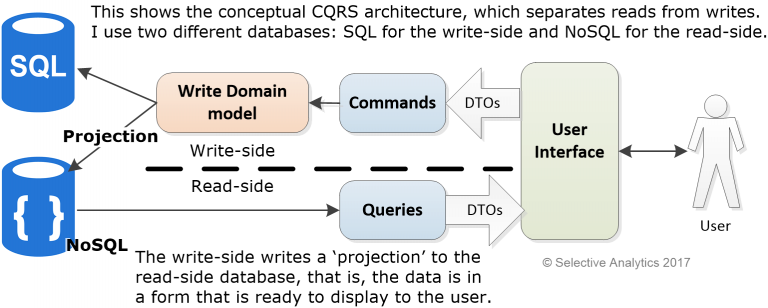 This shows the conceptual CQRS architecture, which separates reads from writes.
I use two different databases: SQL for the write-side and NoSQL for the read-side.
SQL
Write Domain
model
Commands
DTOs
User
Interface
Projection
Write-side
Read-side
{ }
NoSQL
Queries
DTOs
User
The write-side writes a ‘projection’ to the
read-side database, that is, the data is in
a form that is ready to display to the user.
© Selective Analytics 2017